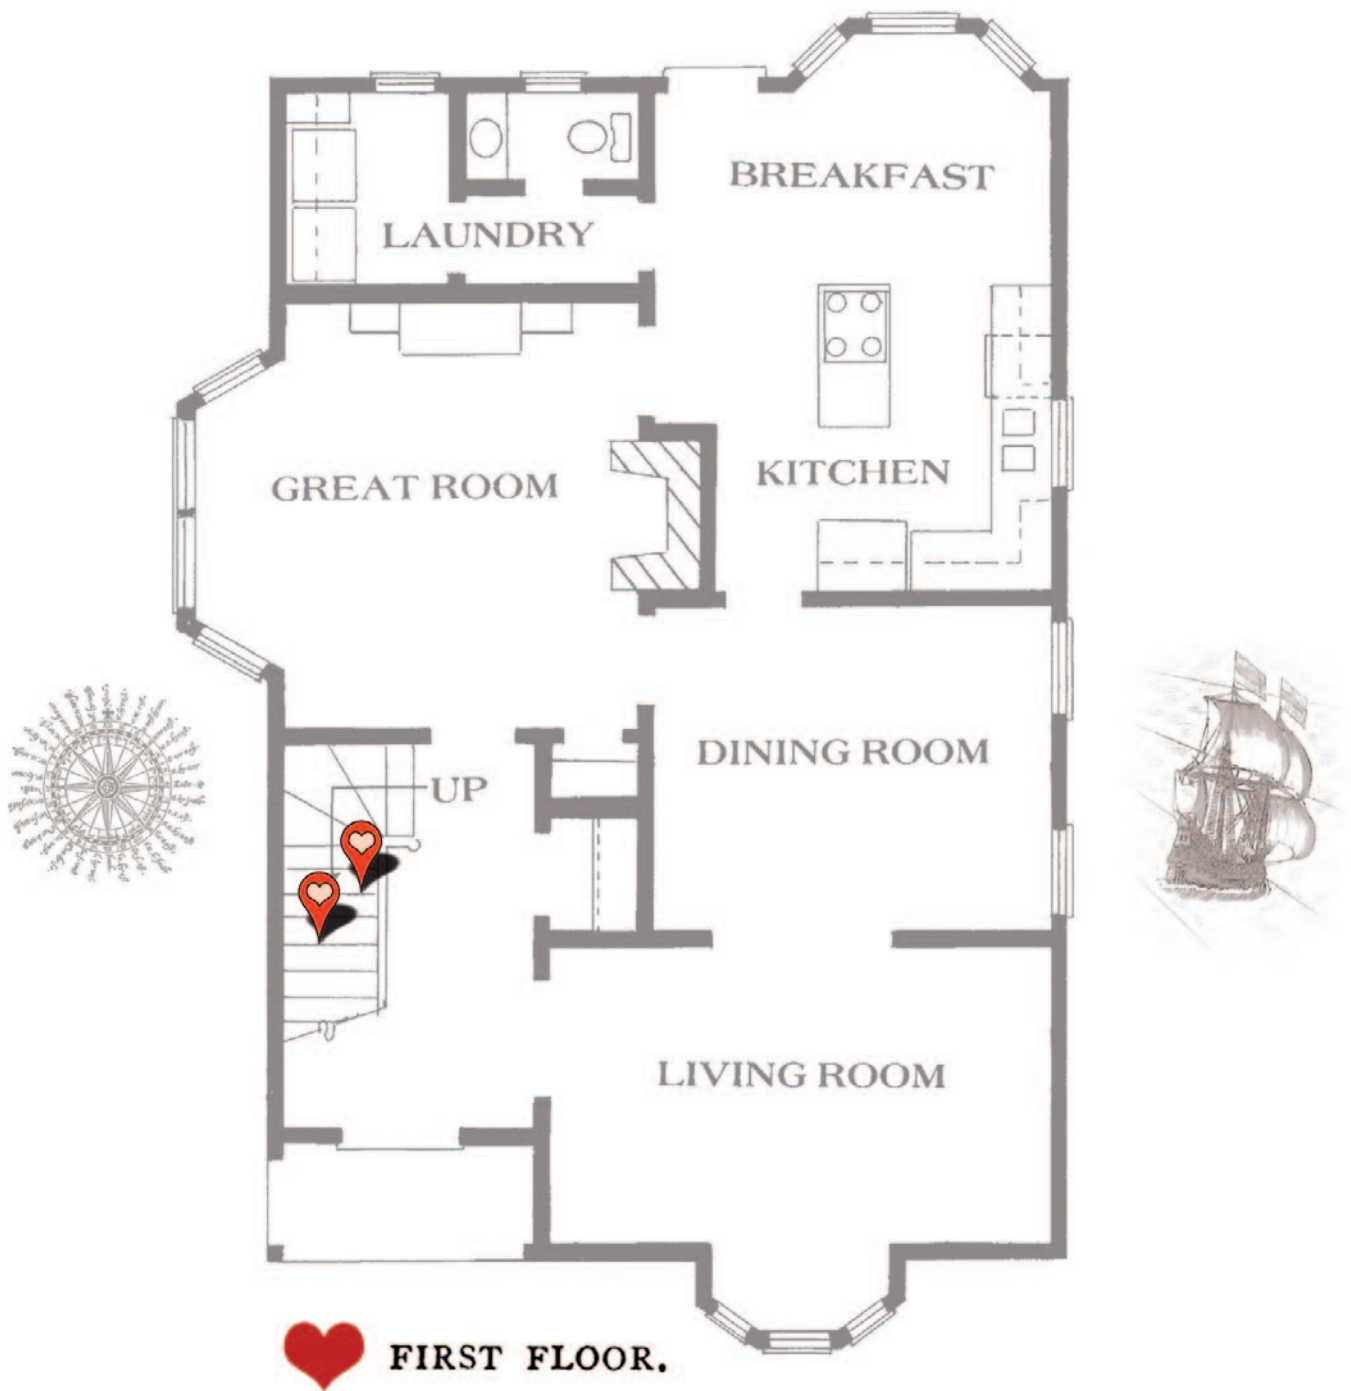 BREAKFAST
LAUNDRY
KITCHEN
GREAT ROOM
DINING ROOM
UP
LIVING ROOM
FIRST FLOOR.